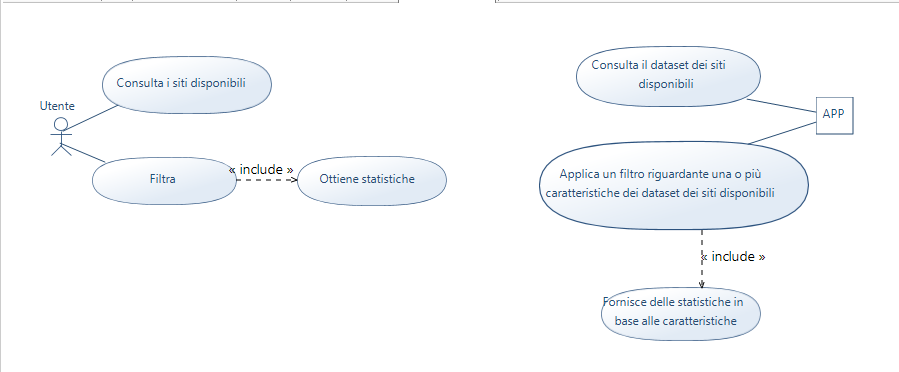 Utente
Consulta i siti disponibili
Filtra
« include »
Ottiene statistiche
Consulta il dataset dei siti
disponibili
APP
Applica un filtro riguardante una o più
caratteristiche dei dataset dei siti disponibili
« include »
Fornisce delle statistiche in
base alle caratteristiche